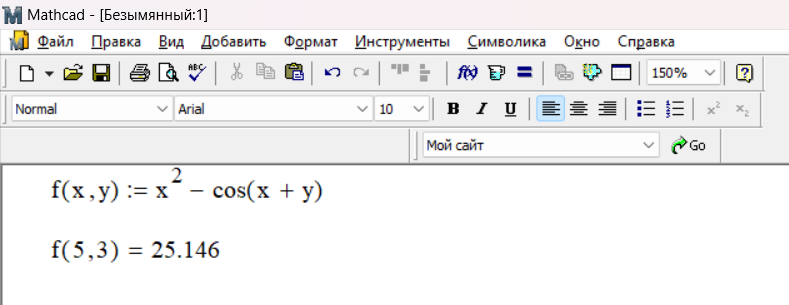 Mathcad - [Безымянный:1]
Файл Правка Вид Добавить Формат Инструменты Символика Окно Справка
ABC f(x) 150% ?
Normal Arial 10 B I U x² x₂
Мой сайт Go
f(x,y) := x² − cos(x + y)
f(5,3) = 25.146